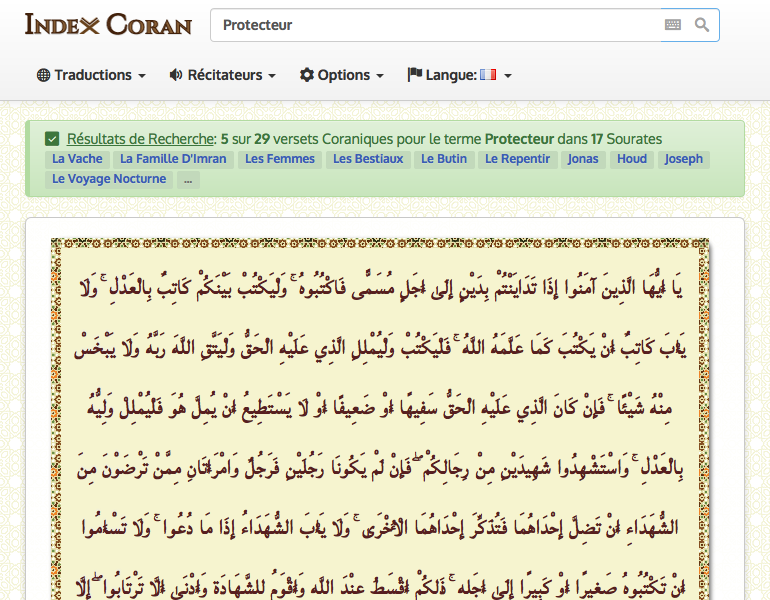 INDEX CORAN
Protecteur
Traductions Récitateurs Options Langue:
Résultats de Recherche: 5 sur 29 versets Coraniques pour le terme Protecteur dans 17 Sourates
La Vache La Famille D'Imran Les Femmes Les Bestiaux Le Butin Le Repentir Jonas Houd Joseph
Le Voyage Nocturne ...
يَا أَيُّهَا الَّذِينَ آمَنُوا إِذَا تَدَايَنْتُمْ بِدَيْنٍ إِلَىٰ أَجَلٍ مُسَمًّى فَاكْتُبُوهُ ۚ وَلْيَكْتُبْ بَيْنَكُمْ كَاتِبٌ بِالْعَدْلِ ۚ وَلَا
يَأْبَ كَاتِبٌ أَنْ يَكْتُبَ كَمَا عَلَّمَهُ اللَّهُ ۚ فَلْيَكْتُبْ وَلْيُمْلِلِ الَّذِي عَلَيْهِ الْحَقُّ وَلْيَتَّقِ اللَّهَ رَبَّهُ وَلَا يَبْخَسْ
مِنْهُ شَيْئًا ۚ فَإِنْ كَانَ الَّذِي عَلَيْهِ الْحَقُّ سَفِيهًا أَوْ ضَعِيفًا أَوْ لَا يَسْتَطِيعُ أَنْ يُمِلَّ هُوَ فَلْيُمْلِلْ وَلِيُّهُ
بِالْعَدْلِ ۚ وَاسْتَشْهِدُوا شَهِيدَيْنِ مِنْ رِجَالِكُمْ ۖ فَإِنْ لَمْ يَكُونَا رَجُلَيْنِ فَرَجُلٌ وَامْرَأَتَانِ مِمَّنْ تَرْضَوْنَ مِنَ
الشُّهَدَاءِ أَنْ تَضِلَّ إِحْدَاهُمَا فَتُذَكِّرَ إِحْدَاهُمَا الْأُخْرَىٰ ۚ وَلَا يَأْبَ الشُّهَدَاءُ إِذَا مَا دُعُوا ۚ وَلَا تَسْأَمُوا
أَنْ تَكْتُبُوهُ صَغِيرًا أَوْ كَبِيرًا إِلَىٰ أَجَلِهِ ۚ ذَٰلِكُمْ أَقْسَطُ عِنْدَ اللَّهِ وَأَقْوَمُ لِلشَّهَادَةِ وَأَدْنَىٰ أَلَّا تَرْتَابُوا ۖ إِلَّا